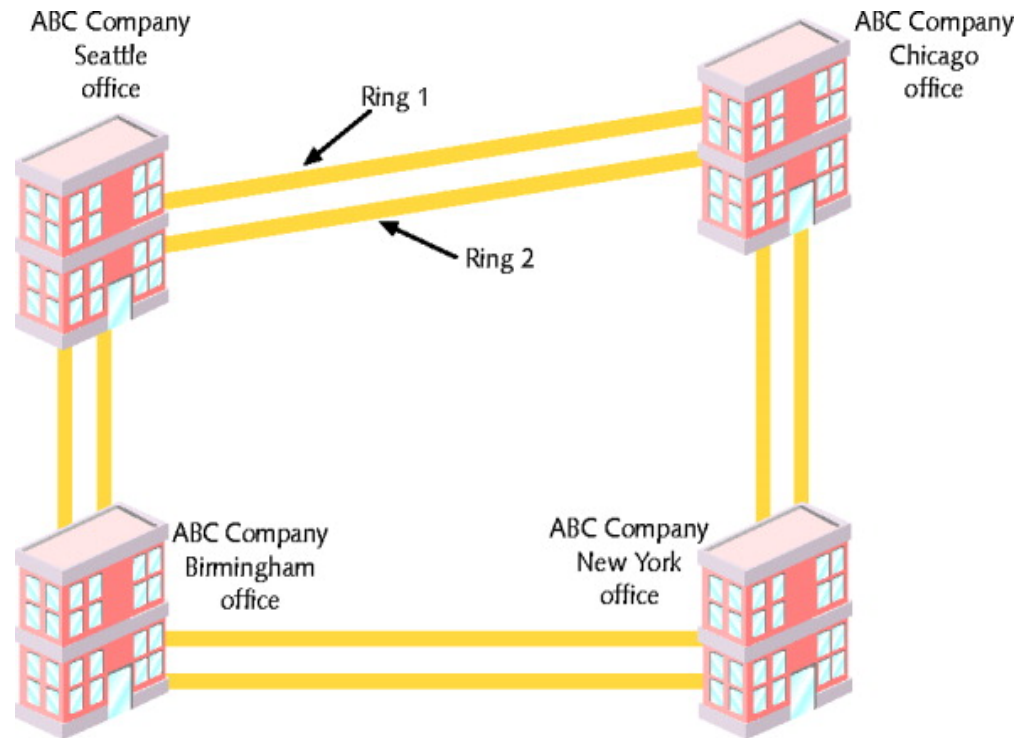 ABC Company
Seattle
office
ABC Company
Chicago
office
Ring 1
Ring 2
ABC Company
Birmingham
office
ABC Company
New York
office